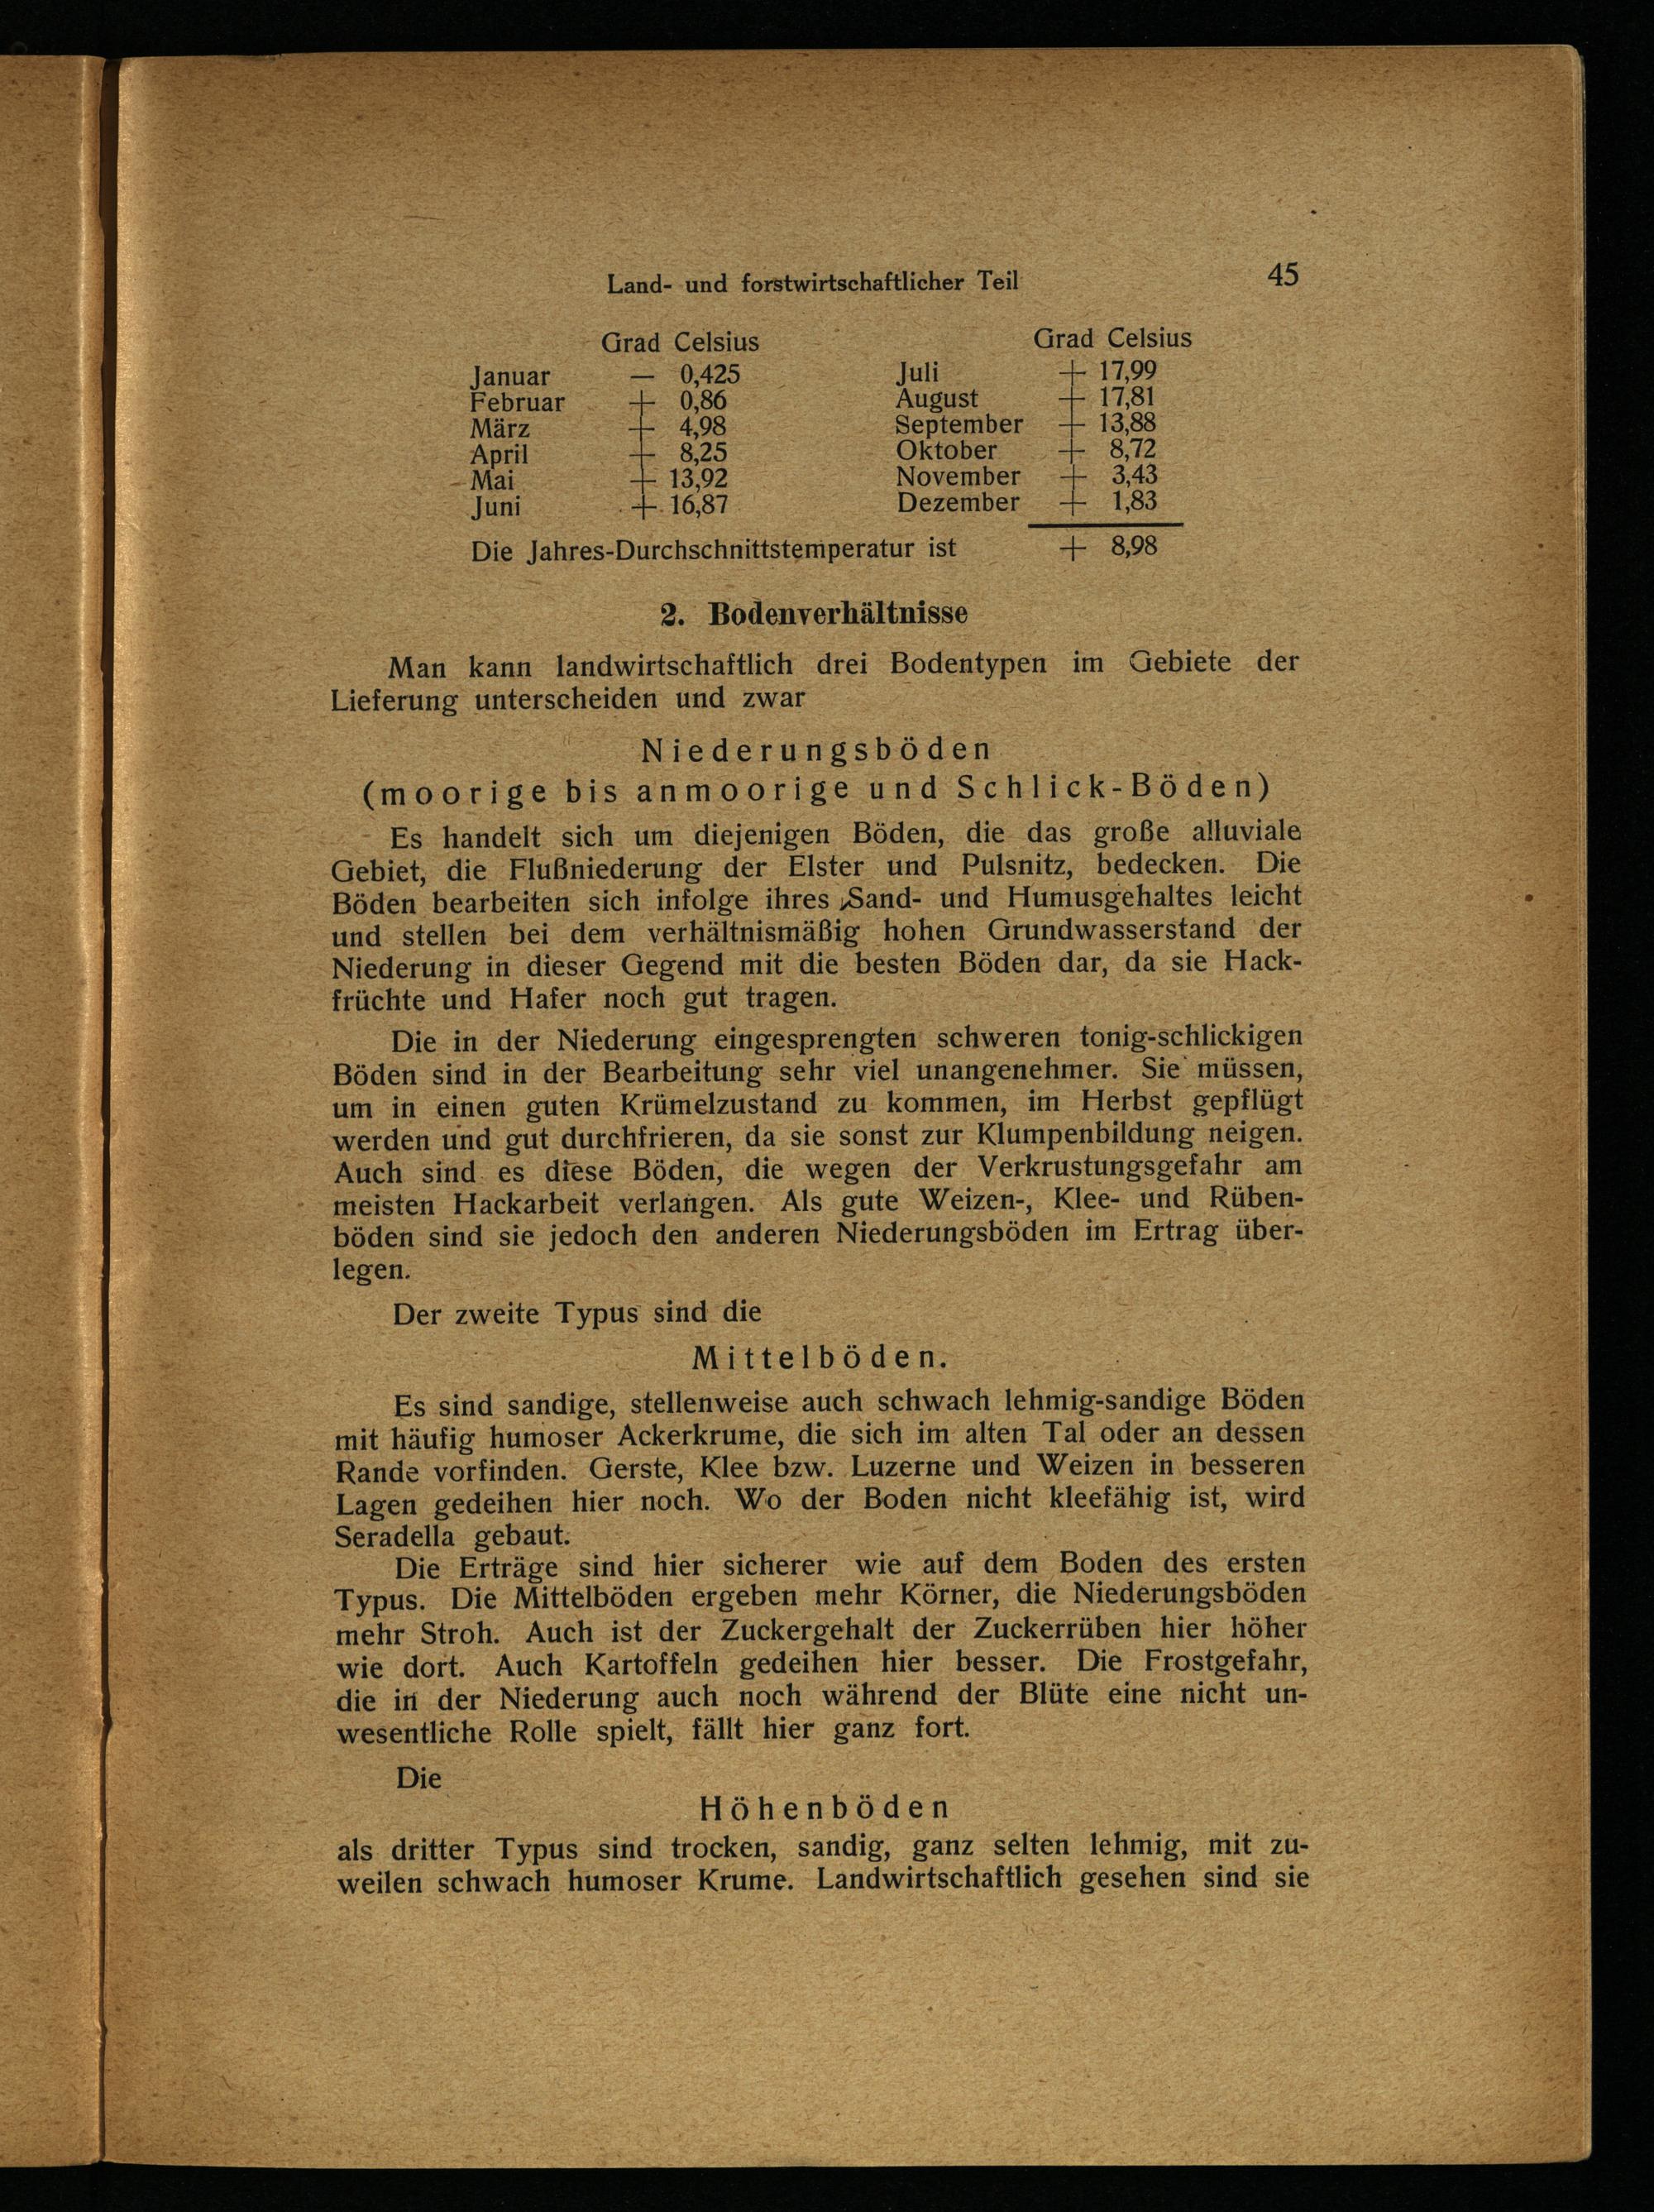 Land- und forstwirtschaftlicher Teil 45
Grad Celsius Grad Celsius
Januar — 0,425 Juli + 17,99
Februar + 0,86 August + 17,81
März + 4,98 September + 13,88
April + 8,25 Oktober + 8,72
Mai + 13,92 November + 3,43
Juni + 16,87 Dezember + 1,83
Die Jahres-Durchschnittstemperatur ist + 8,98
2. Bodenverhältnisse
Man kann landwirtschaftlich drei Bodentypen im Gebiete der
Lieferung unterscheiden und zwar
Niederungsböden
(moorige bis anmoorige und Schlick-Böden)
Es handelt sich um diejenigen Böden, die das große alluviale
Gebiet, die Flußniederung der Elster und Pulsnitz, bedecken. Die
Böden bearbeiten sich infolge ihres Sand- und Humusgehaltes leicht
und stellen bei dem verhältnismäßig hohen Grundwasserstand der
Niederung in dieser Gegend mit die besten Böden dar, da sie Hack-
früchte und Hafer noch gut tragen.
Die in der Niederung eingesprengten schweren tonig-schlickigen
Böden sind in der Bearbeitung sehr viel unangenehmer. Sie müssen,
um in einen guten Krümelzustand zu kommen, im Herbst gepflügt
werden und gut durchfrieren, da sie sonst zur Klumpenbildung neigen.
Auch sind es diese Böden, die wegen der Verkrustungsgefahr am
meisten Hackarbeit verlangen. Als gute Weizen-, Klee- und Rüben-
böden sind sie jedoch den anderen Niederungsböden im Ertrag über-
legen.
Der zweite Typus sind die
Mittelböden.
Es sind sandige, stellenweise auch schwach lehmig-sandige Böden
mit häufig humoser Ackerkrume, die sich im alten Tal oder an dessen
Rande vorfinden. Gerste, Klee bzw. Luzerne und Weizen in besseren
Lagen gedeihen hier noch. Wo der Boden nicht kleefähig ist, wird
Seradella gebaut.
Die Erträge sind hier sicherer wie auf dem Boden des ersten
Typus. Die Mittelböden ergeben mehr Körner, die Niederungsböden
mehr Stroh. Auch ist der Zuckergehalt der Zuckerrüben hier höher
wie dort. Auch Kartoffeln gedeihen hier besser. Die Frostgefahr,
die in der Niederung auch noch während der Blüte eine nicht un-
wesentliche Rolle spielt, fällt hier ganz fort.
Die
Höhenböden
als dritter Typus sind trocken, sandig, ganz selten lehmig, mit zu-
weilen schwach humoser Krume. Landwirtschaftlich gesehen sind sie